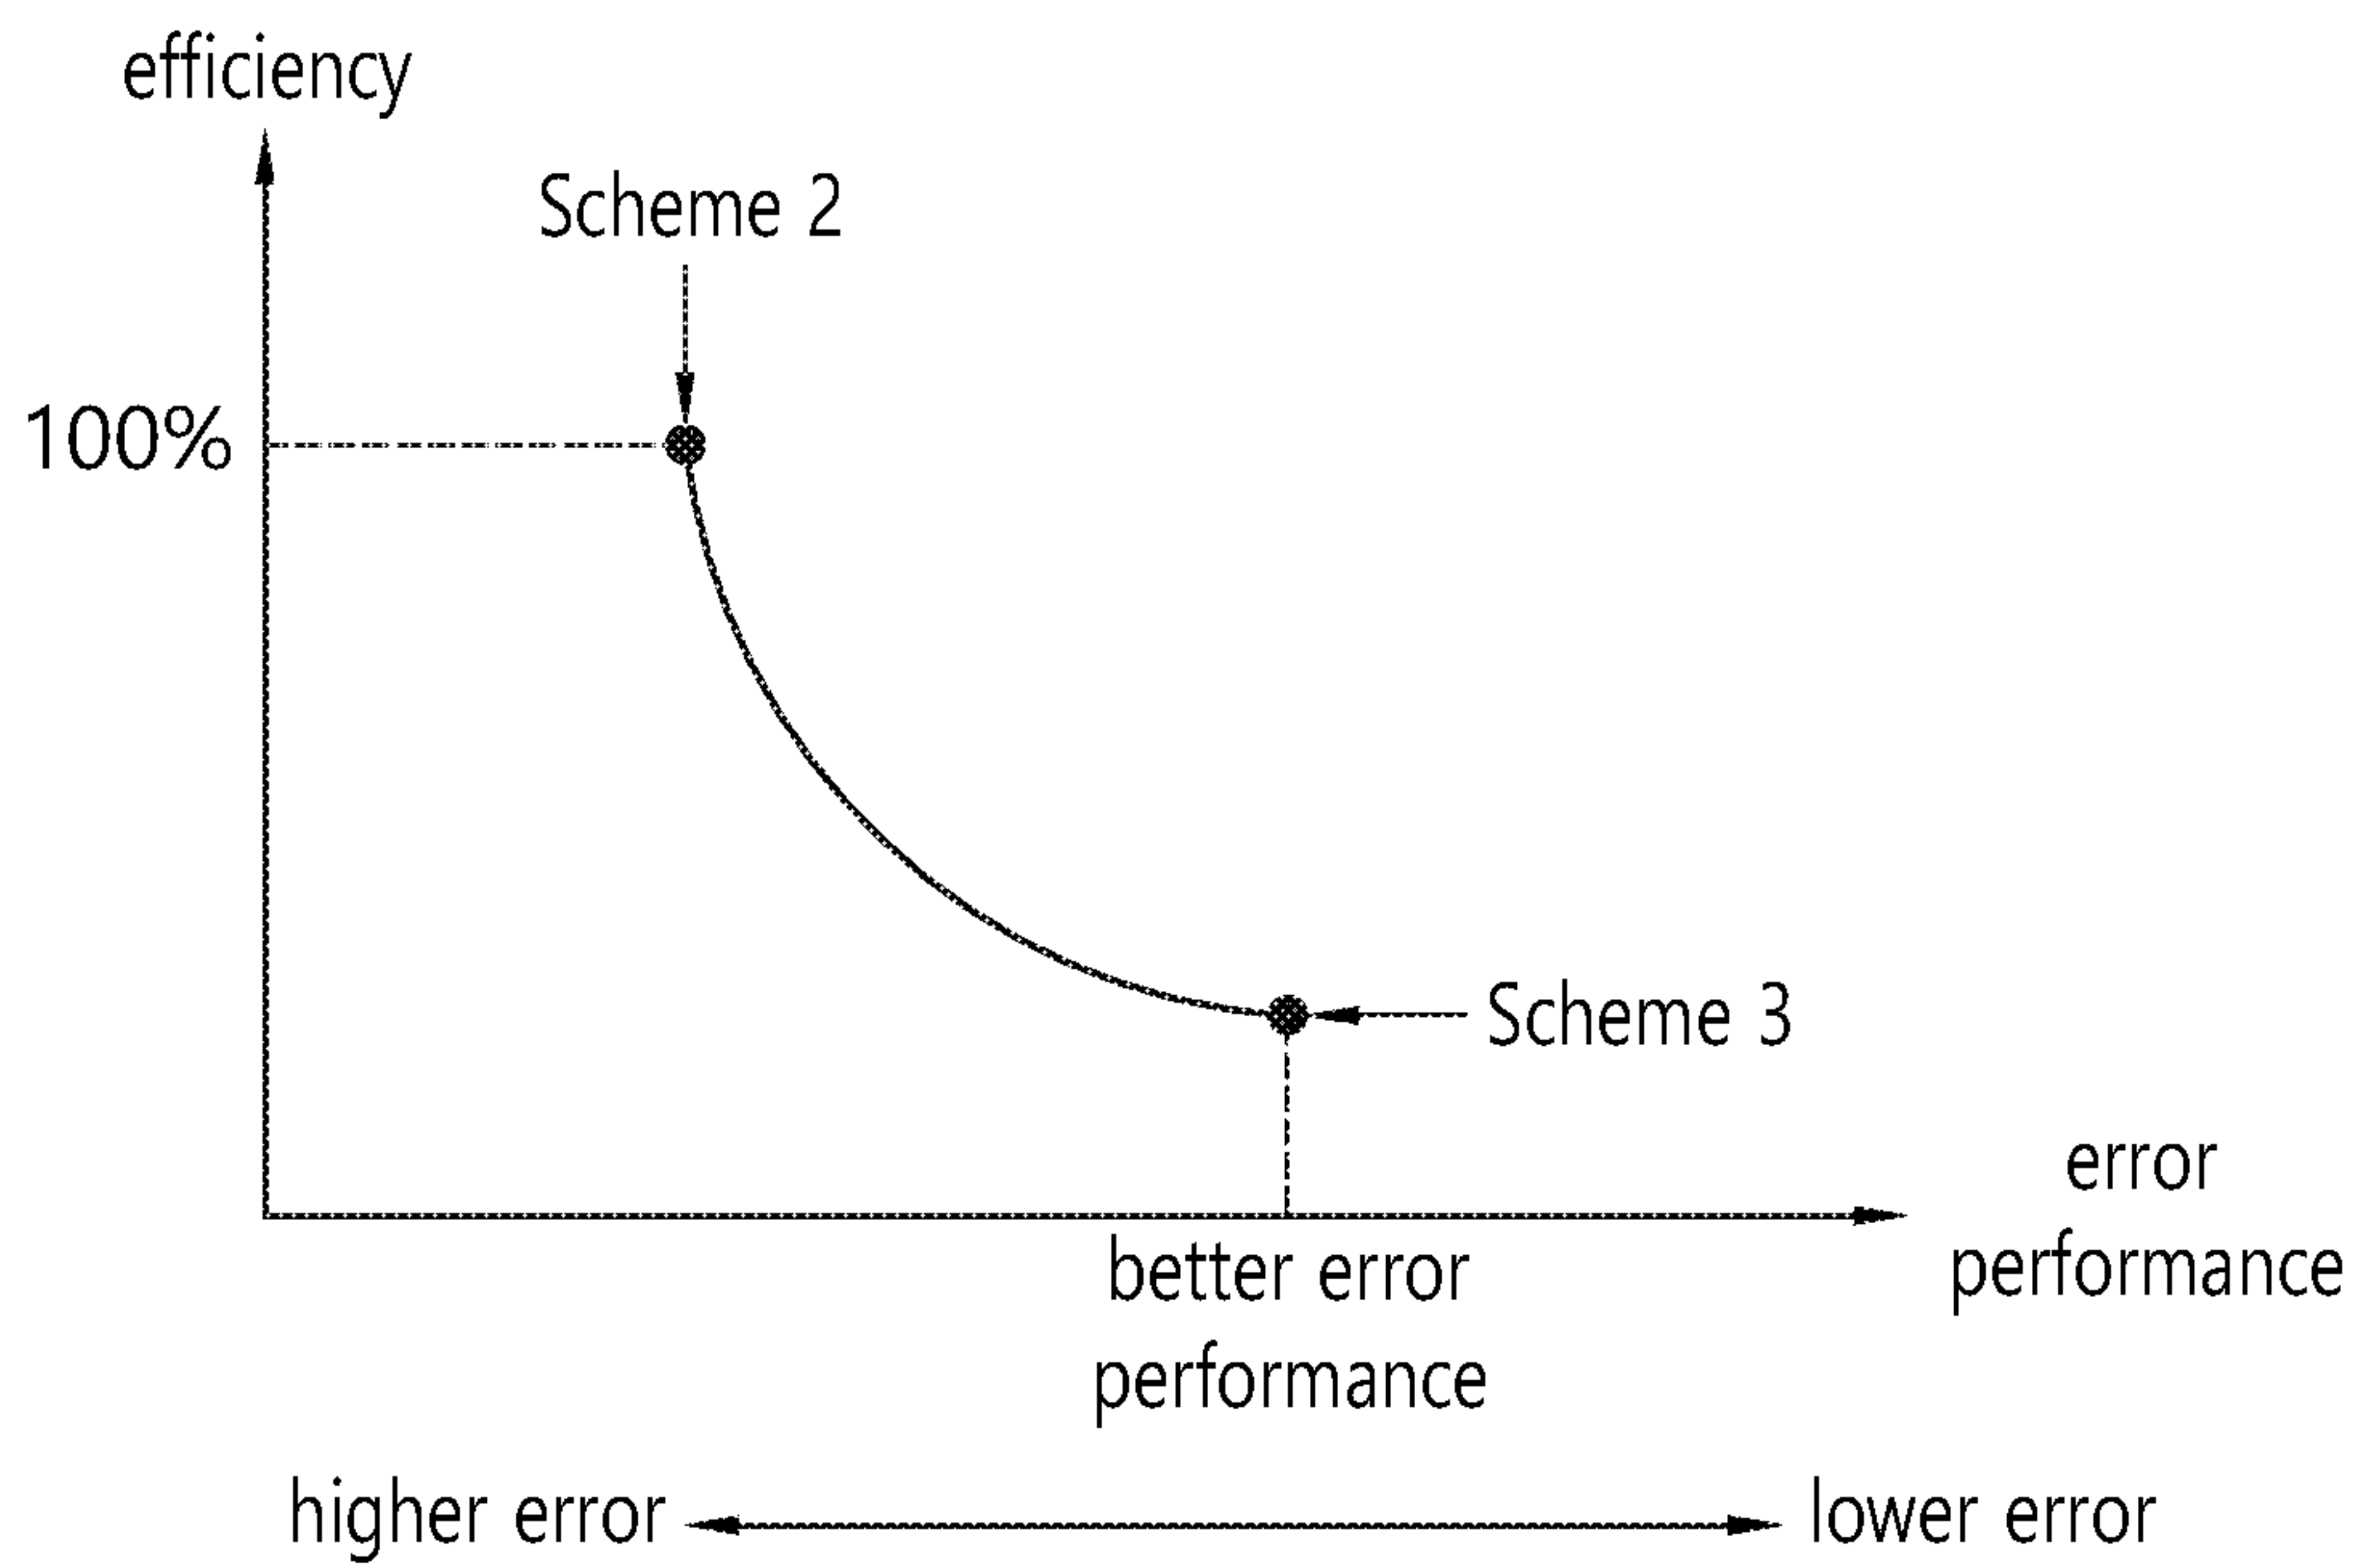 efficiency
Scheme 2
100%
Scheme 3
error
performance
better error
performance
higher error
lower error